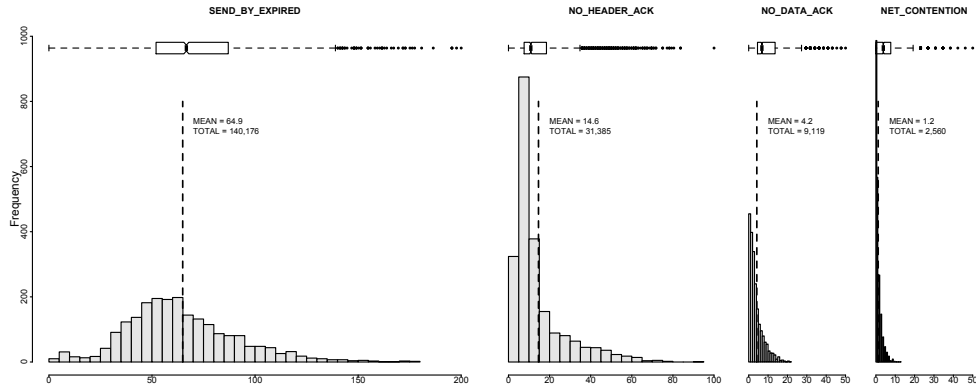 SEND_BY_EXPIRED
NO_HEADER_ACK
NO_DATA_ACK
NET_CONTENTION
1000
800
600
400
200
0
Frequency
MEAN = 64.9
TOTAL = 140,176
MEAN = 14.6
TOTAL = 31,385
MEAN = 4.2
TOTAL = 9,119
MEAN = 1.2
TOTAL = 2,560
0 50 100 150 200
0 20 40 60 80 100
0 10 20 30 40 50
0 10 20 30 40 50